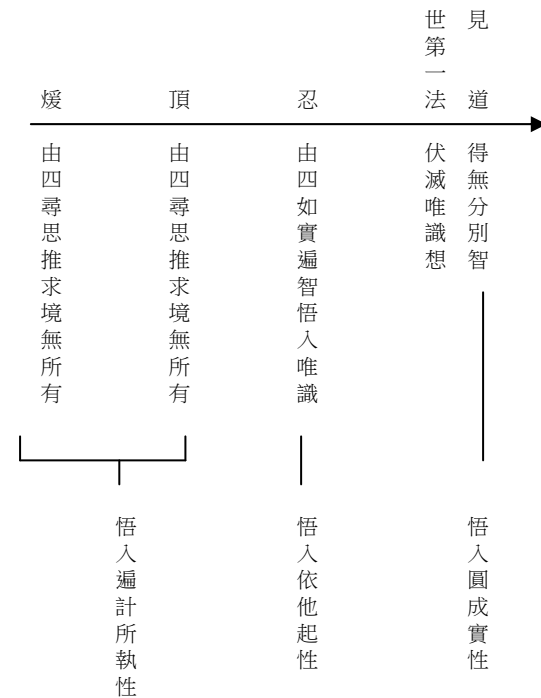 煖
頂
忍
世第一法
見道
由四尋思推求境無所有
由四尋思推求境無所有
由四如實遍智悟入唯識
伏滅唯識想
得無分別智
悟入遍計所執性
悟入依他起性
悟入圓成實性